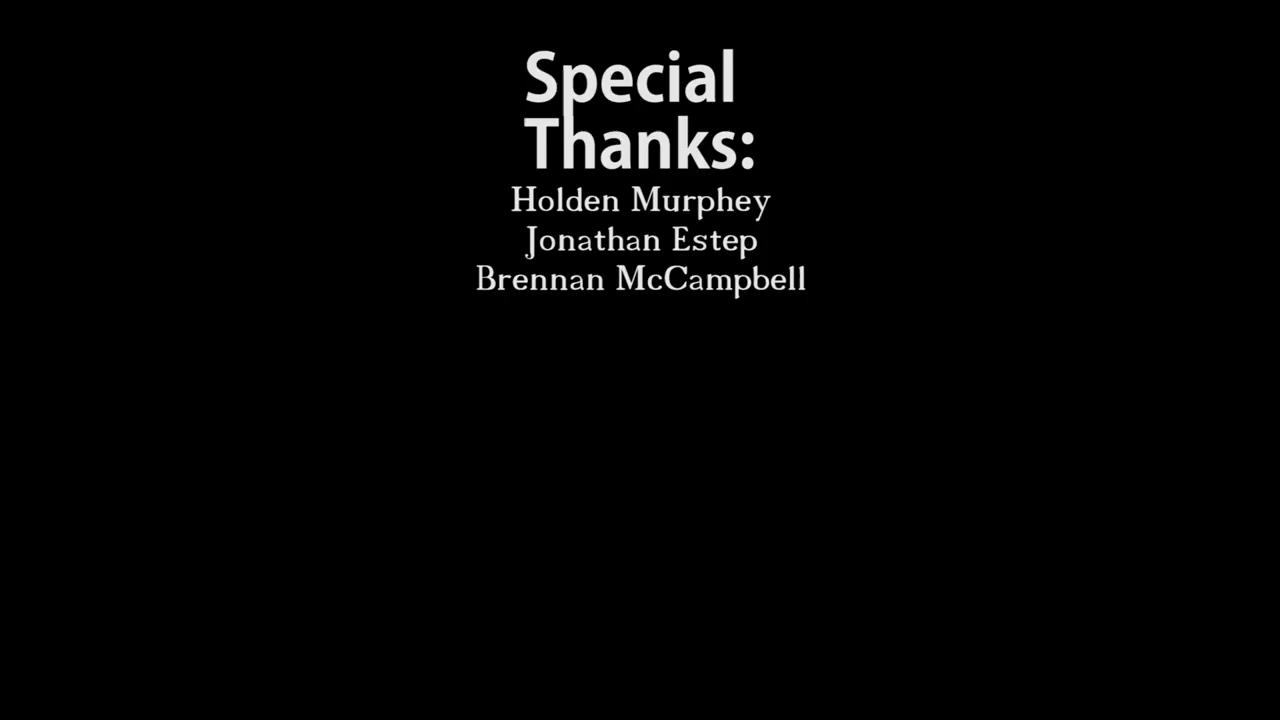 Special
Thanks:
Holden Murphey
Jonathan Estep
Brennan McCampbell